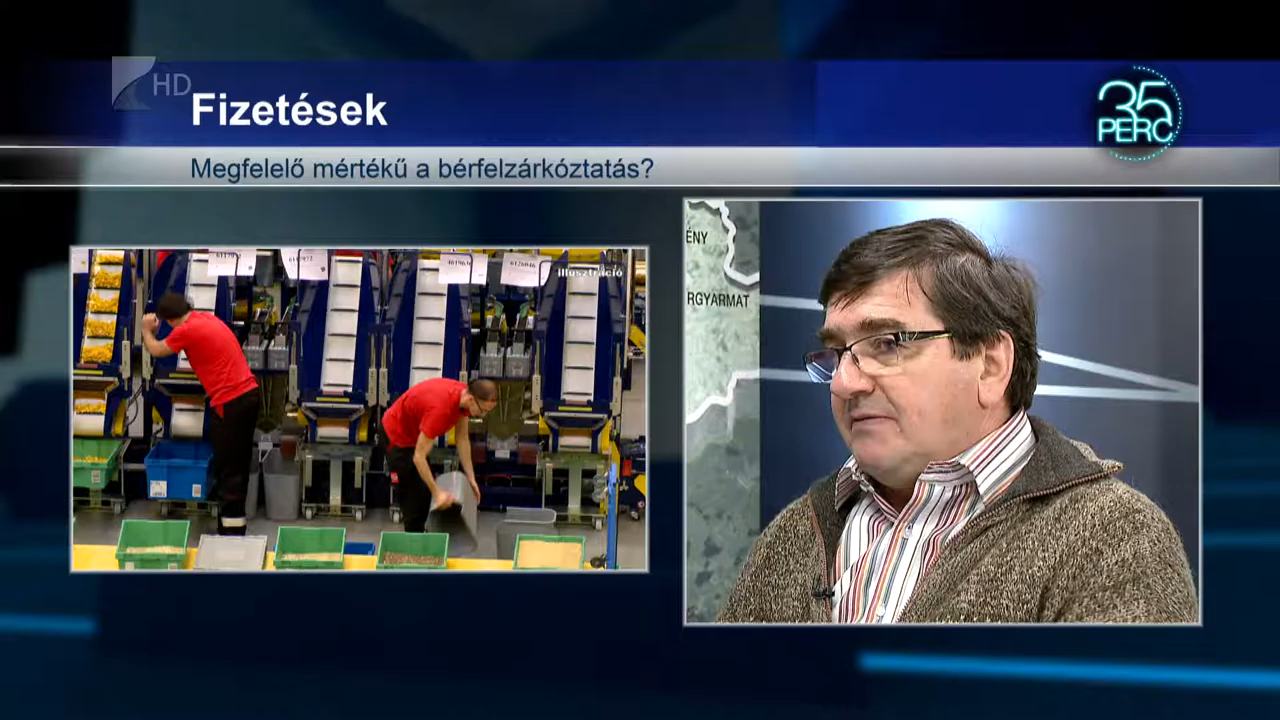 HD
Fizetések
35
PERC
Megfelelő mértékű a bérfelzárkóztatás?
illusztráció
ÉNY
RGYARMAT